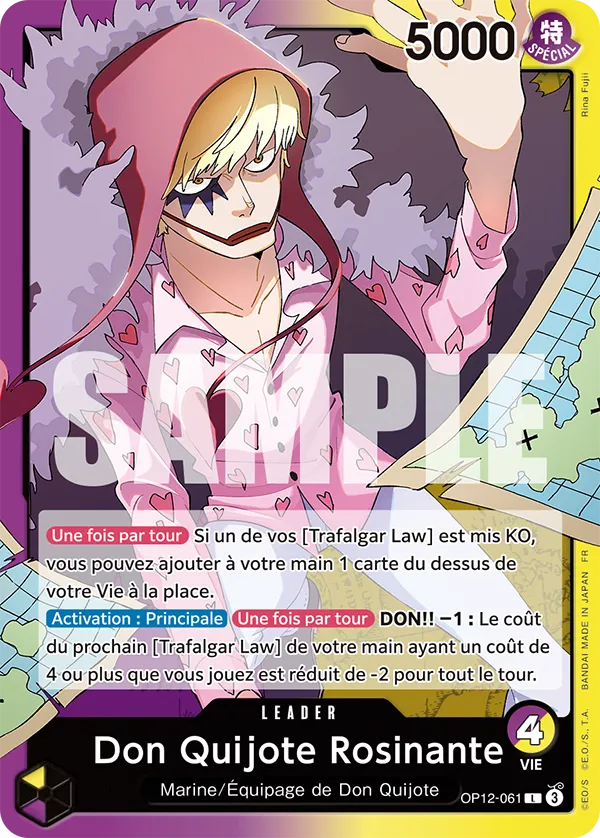 5000
特
SPÉCIAL
Rina Fujii
SAMPLE
Une fois par tour Si un de vos [Trafalgar Law] est mis KO,
vous pouvez ajouter à votre main 1 carte du dessus de
votre Vie à la place.
Activation : Principale Une fois par tour DON!! −1 : Le coût
du prochain [Trafalgar Law] de votre main ayant un coût de
4 ou plus que vous jouez est réduit de -2 pour tout le tour.
LEADER
Don Quijote Rosinante
4
VIE
Marine/Équipage de Don Quijote
OP12-061 L 3
©E.O/S ©E.O./S., T.A. BANDAI MADE IN JAPAN FR